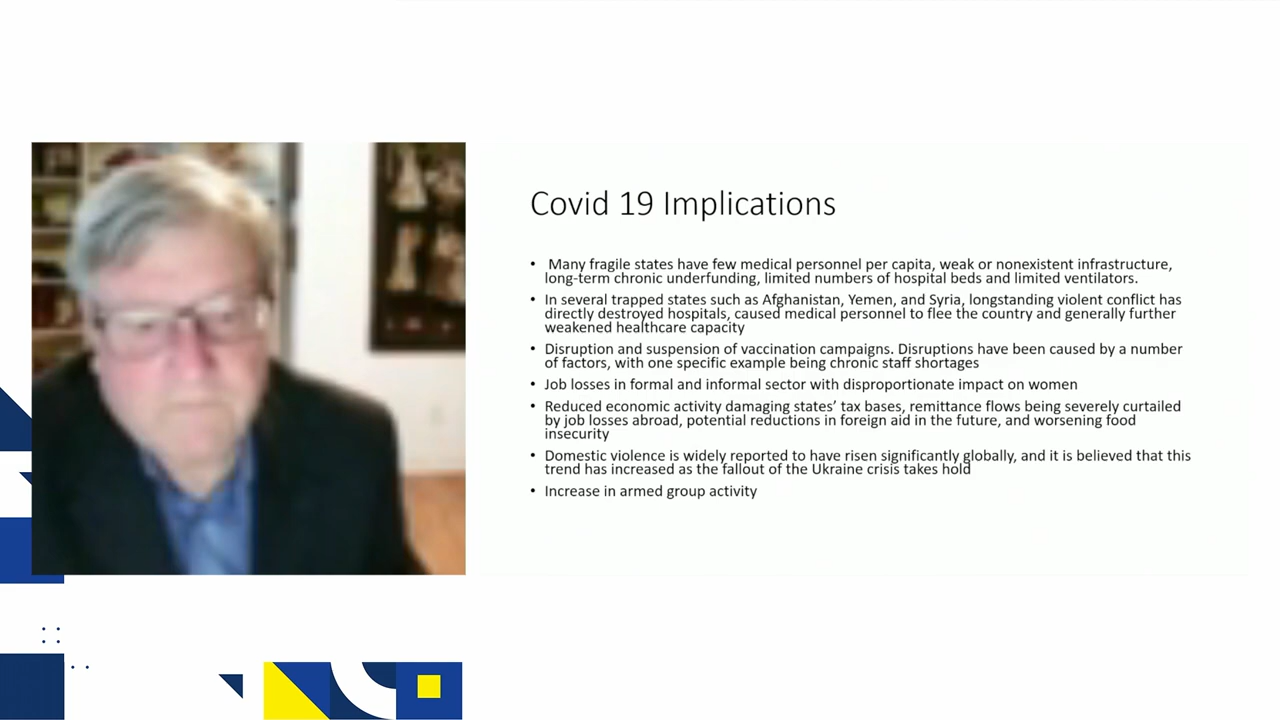 Covid 19 Implications
• Many fragile states have few medical personnel per capita, weak or nonexistent infrastructure,
long-term chronic underfunding, limited numbers of hospital beds and limited ventilators.
• In several trapped states such as Afghanistan, Yemen, and Syria, longstanding violent conflict has
directly destroyed hospitals, caused medical personnel to flee the country and generally further
weakened healthcare capacity
• Disruption and suspension of vaccination campaigns. Disruptions have been caused by a number
of factors, with one specific example being chronic staff shortages
• Job losses in formal and informal sector with disproportionate impact on women
• Reduced economic activity damaging states’ tax bases, remittance flows being severely curtailed
by job losses abroad, potential reductions in foreign aid in the future, and worsening food
insecurity
• Domestic violence is widely reported to have risen significantly globally, and it is believed that this
trend has increased as the fallout of the Ukraine crisis takes hold
• Increase in armed group activity